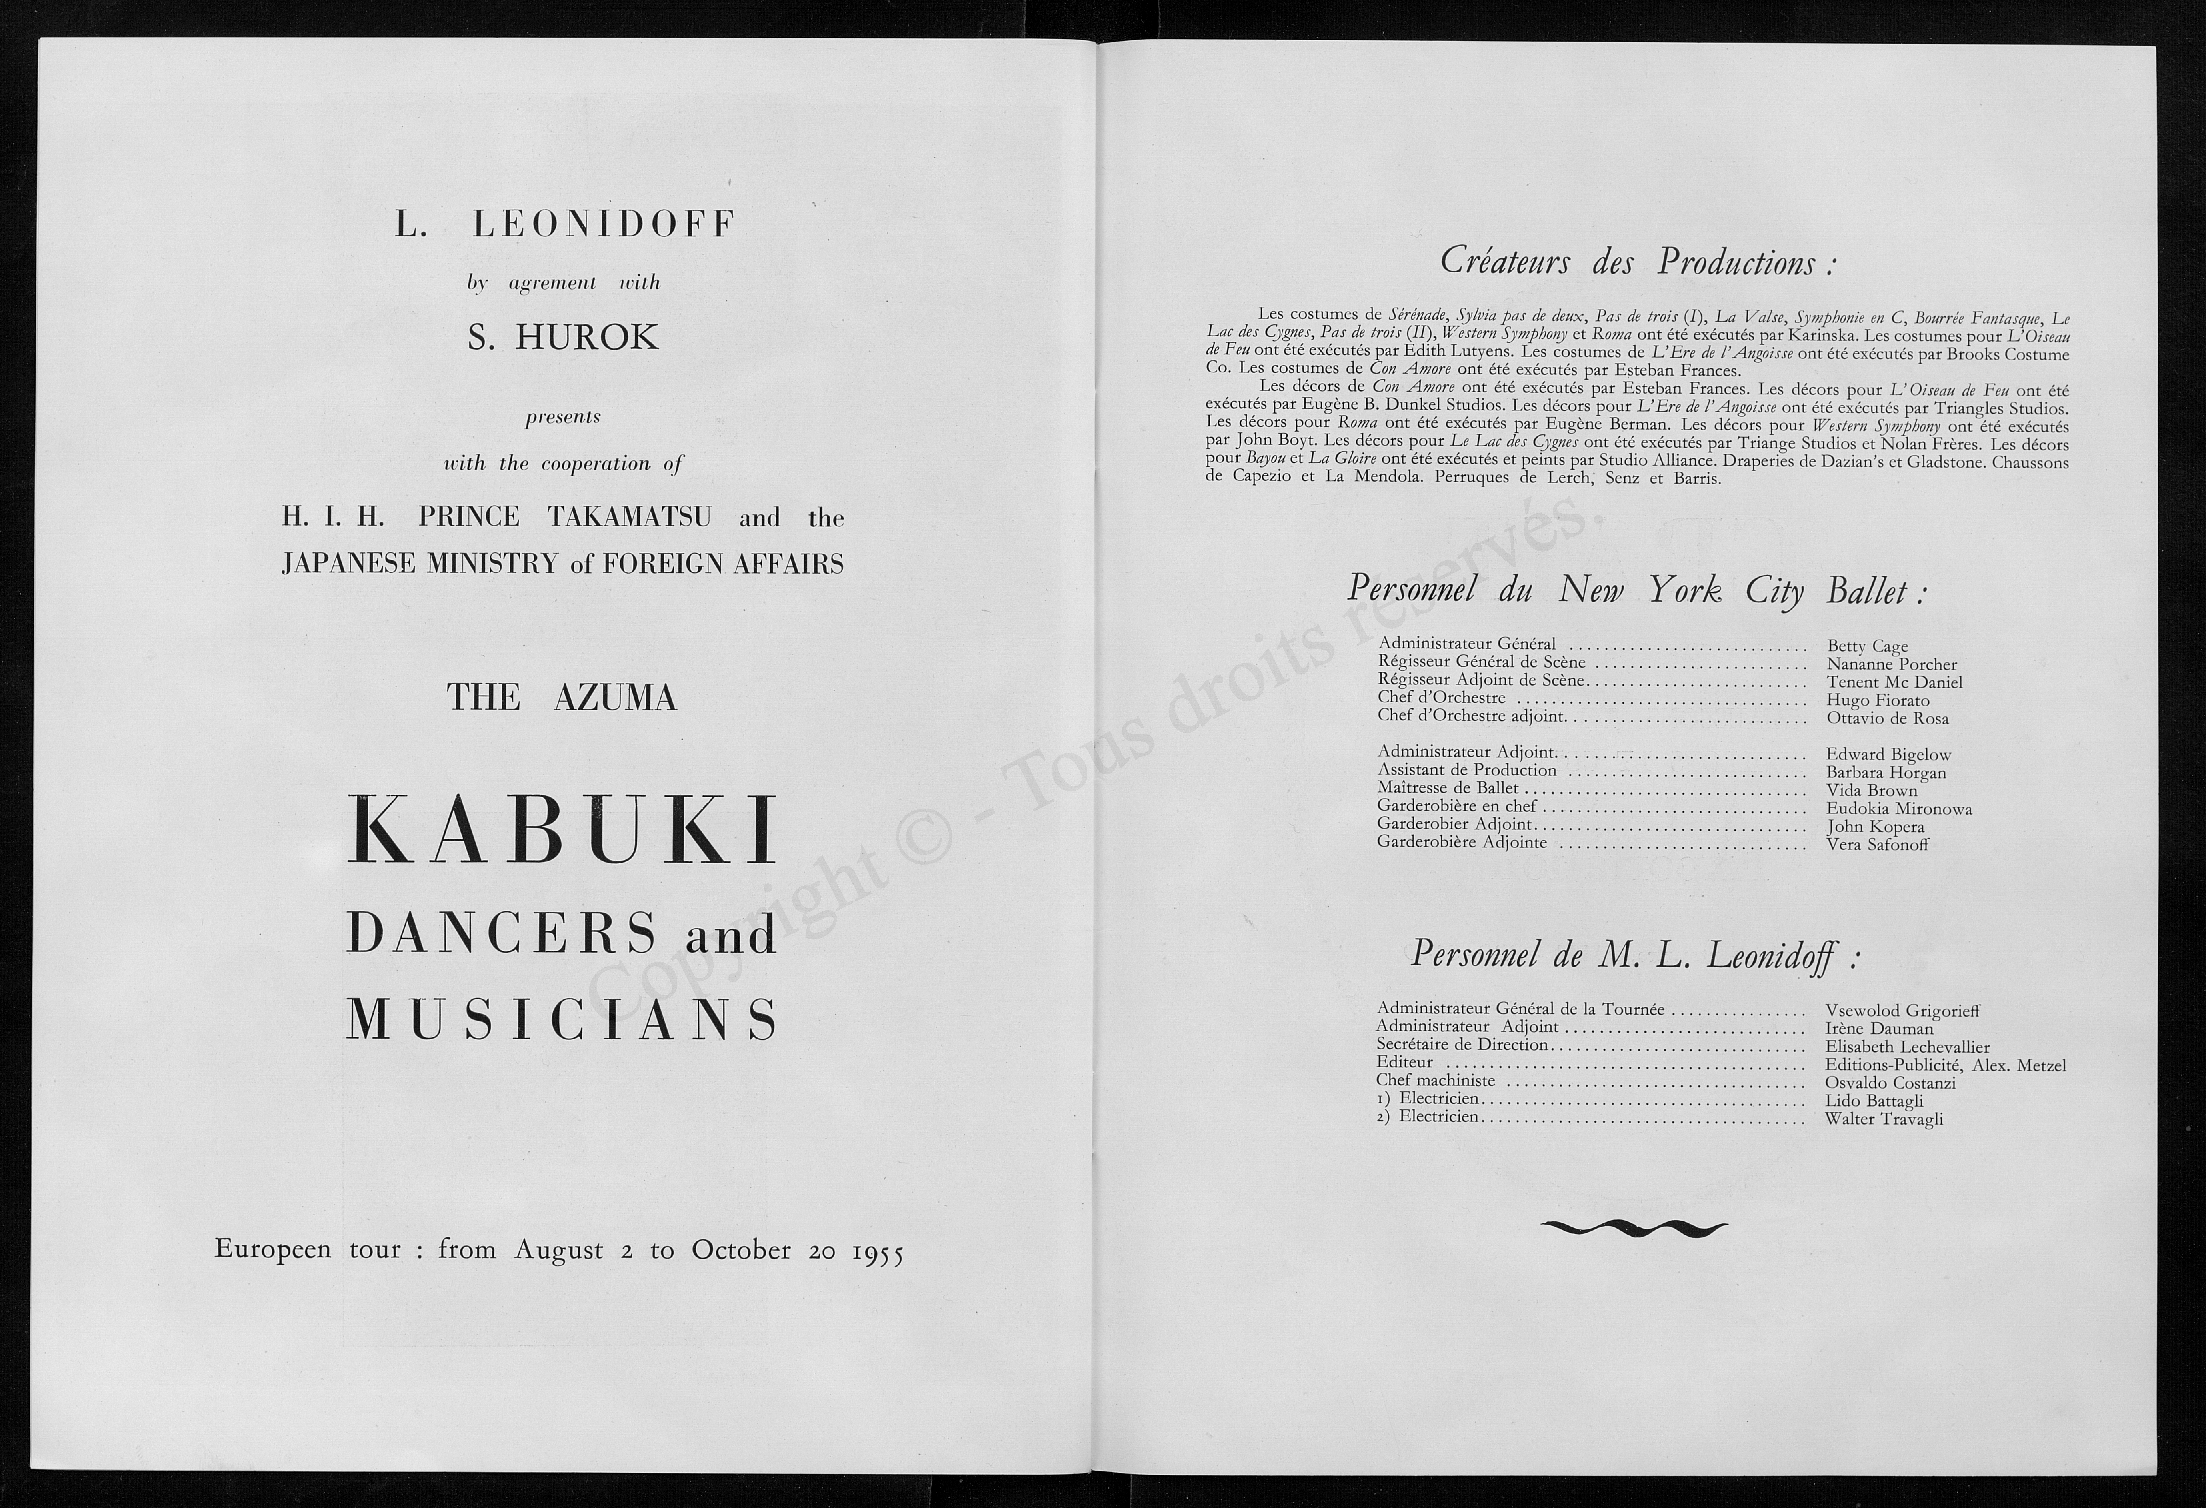 L. LEONIDOFF
by agrement with
S. HUROK
presents
with the cooperation of
H. I. H. PRINCE TAKAMATSU and the
JAPANESE MINISTRY of FOREIGN AFFAIRS
THE AZUMA
KABUKI
DANCERS and
MUSICIANS
Europeen tour : from August 2 to October 20 1955
Créateurs des Productions :
Les costumes de Sérénade, Sylvia pas de deux, Pas de trois (I), La Valse, Symphonie en C, Bourrée Fantasque, Le
Lac des Cygnes, Pas de trois (II), Western Symphony et Roma ont été exécutés par Karinska. Les costumes pour L'Oiseau
de Feu ont été exécutés par Edith Lutyens. Les costumes de L'Ere de l'Angoisse ont été exécutés par Brooks Costume
Co. Les costumes de Con Amore ont été exécutés par Esteban Frances.
Les décors de Con Amore ont été exécutés par Esteban Frances. Les décors pour L'Oiseau de Feu ont été
exécutés par Eugène B. Dunkel Studios. Les décors pour L'Ere de l'Angoisse ont été exécutés par Triangles Studios.
Les décors pour Roma ont été exécutés par Eugène Berman. Les décors pour Western Symphony ont été exécutés
par John Boyt. Les décors pour Le Lac des Cygnes ont été exécutés par Triange Studios et Nolan Frères. Les décors
pour Bayou et La Gloire ont été exécutés et peints par Studio Alliance. Draperies de Dazian's et Gladstone. Chaussons
de Capezio et La Mendola. Perruques de Lerch, Senz et Barris.
Personnel du New York City Ballet :
Administrateur Général ............................ Betty Cage
Régisseur Général de Scène ......................... Nananne Porcher
Régisseur Adjoint de Scène.......................... Tenent Mc Daniel
Chef d'Orchestre .................................. Hugo Fiorato
Chef d'Orchestre adjoint............................ Ottavio de Rosa
Administrateur Adjoint............................. Edward Bigelow
Assistant de Production ............................ Barbara Horgan
Maîtresse de Ballet ................................. Vida Brown
Garderobière en chef ............................... Eudokia Mironowa
Garderobier Adjoint................................ John Kopera
Garderobière Adjointe ............................. Vera Safonoff
Personnel de M. L. Leonidoff :
Administrateur Général de la Tournée ................ Vsewolod Grigorieff
Administrateur Adjoint ............................ Irène Dauman
Secrétaire de Direction.............................. Elisabeth Lechevallier
Editeur .......................................... Editions-Publicité, Alex. Metzel
Chef machiniste ................................... Osvaldo Costanzi
1) Electricien...................................... Lido Battagli
2) Electricien...................................... Walter Travagli
Copyright © - Tous droits réservés.